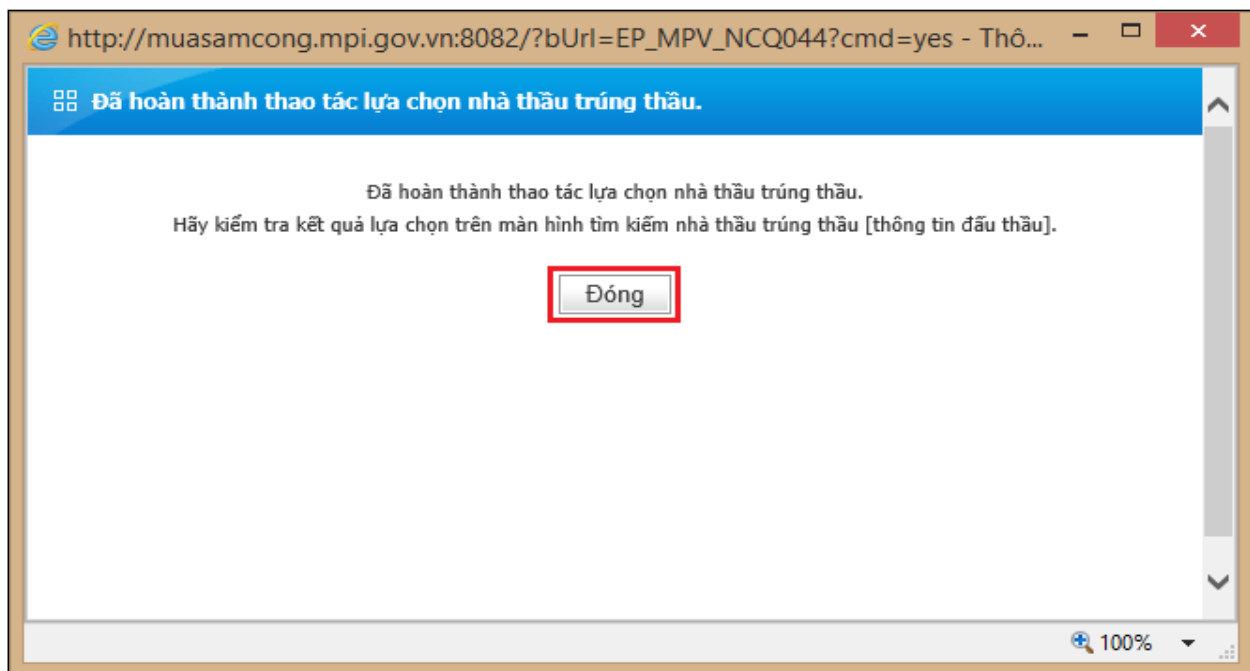 http://muasamcong.mpi.gov.vn:8082/?bUrl=EP_MPV_NCQ044?cmd=yes - Thô...
Đã hoàn thành thao tác lựa chọn nhà thầu trúng thầu.
Đã hoàn thành thao tác lựa chọn nhà thầu trúng thầu.
Hãy kiểm tra kết quả lựa chọn trên màn hình tìm kiếm nhà thầu trúng thầu [thông tin đấu thầu].
Đóng
100%